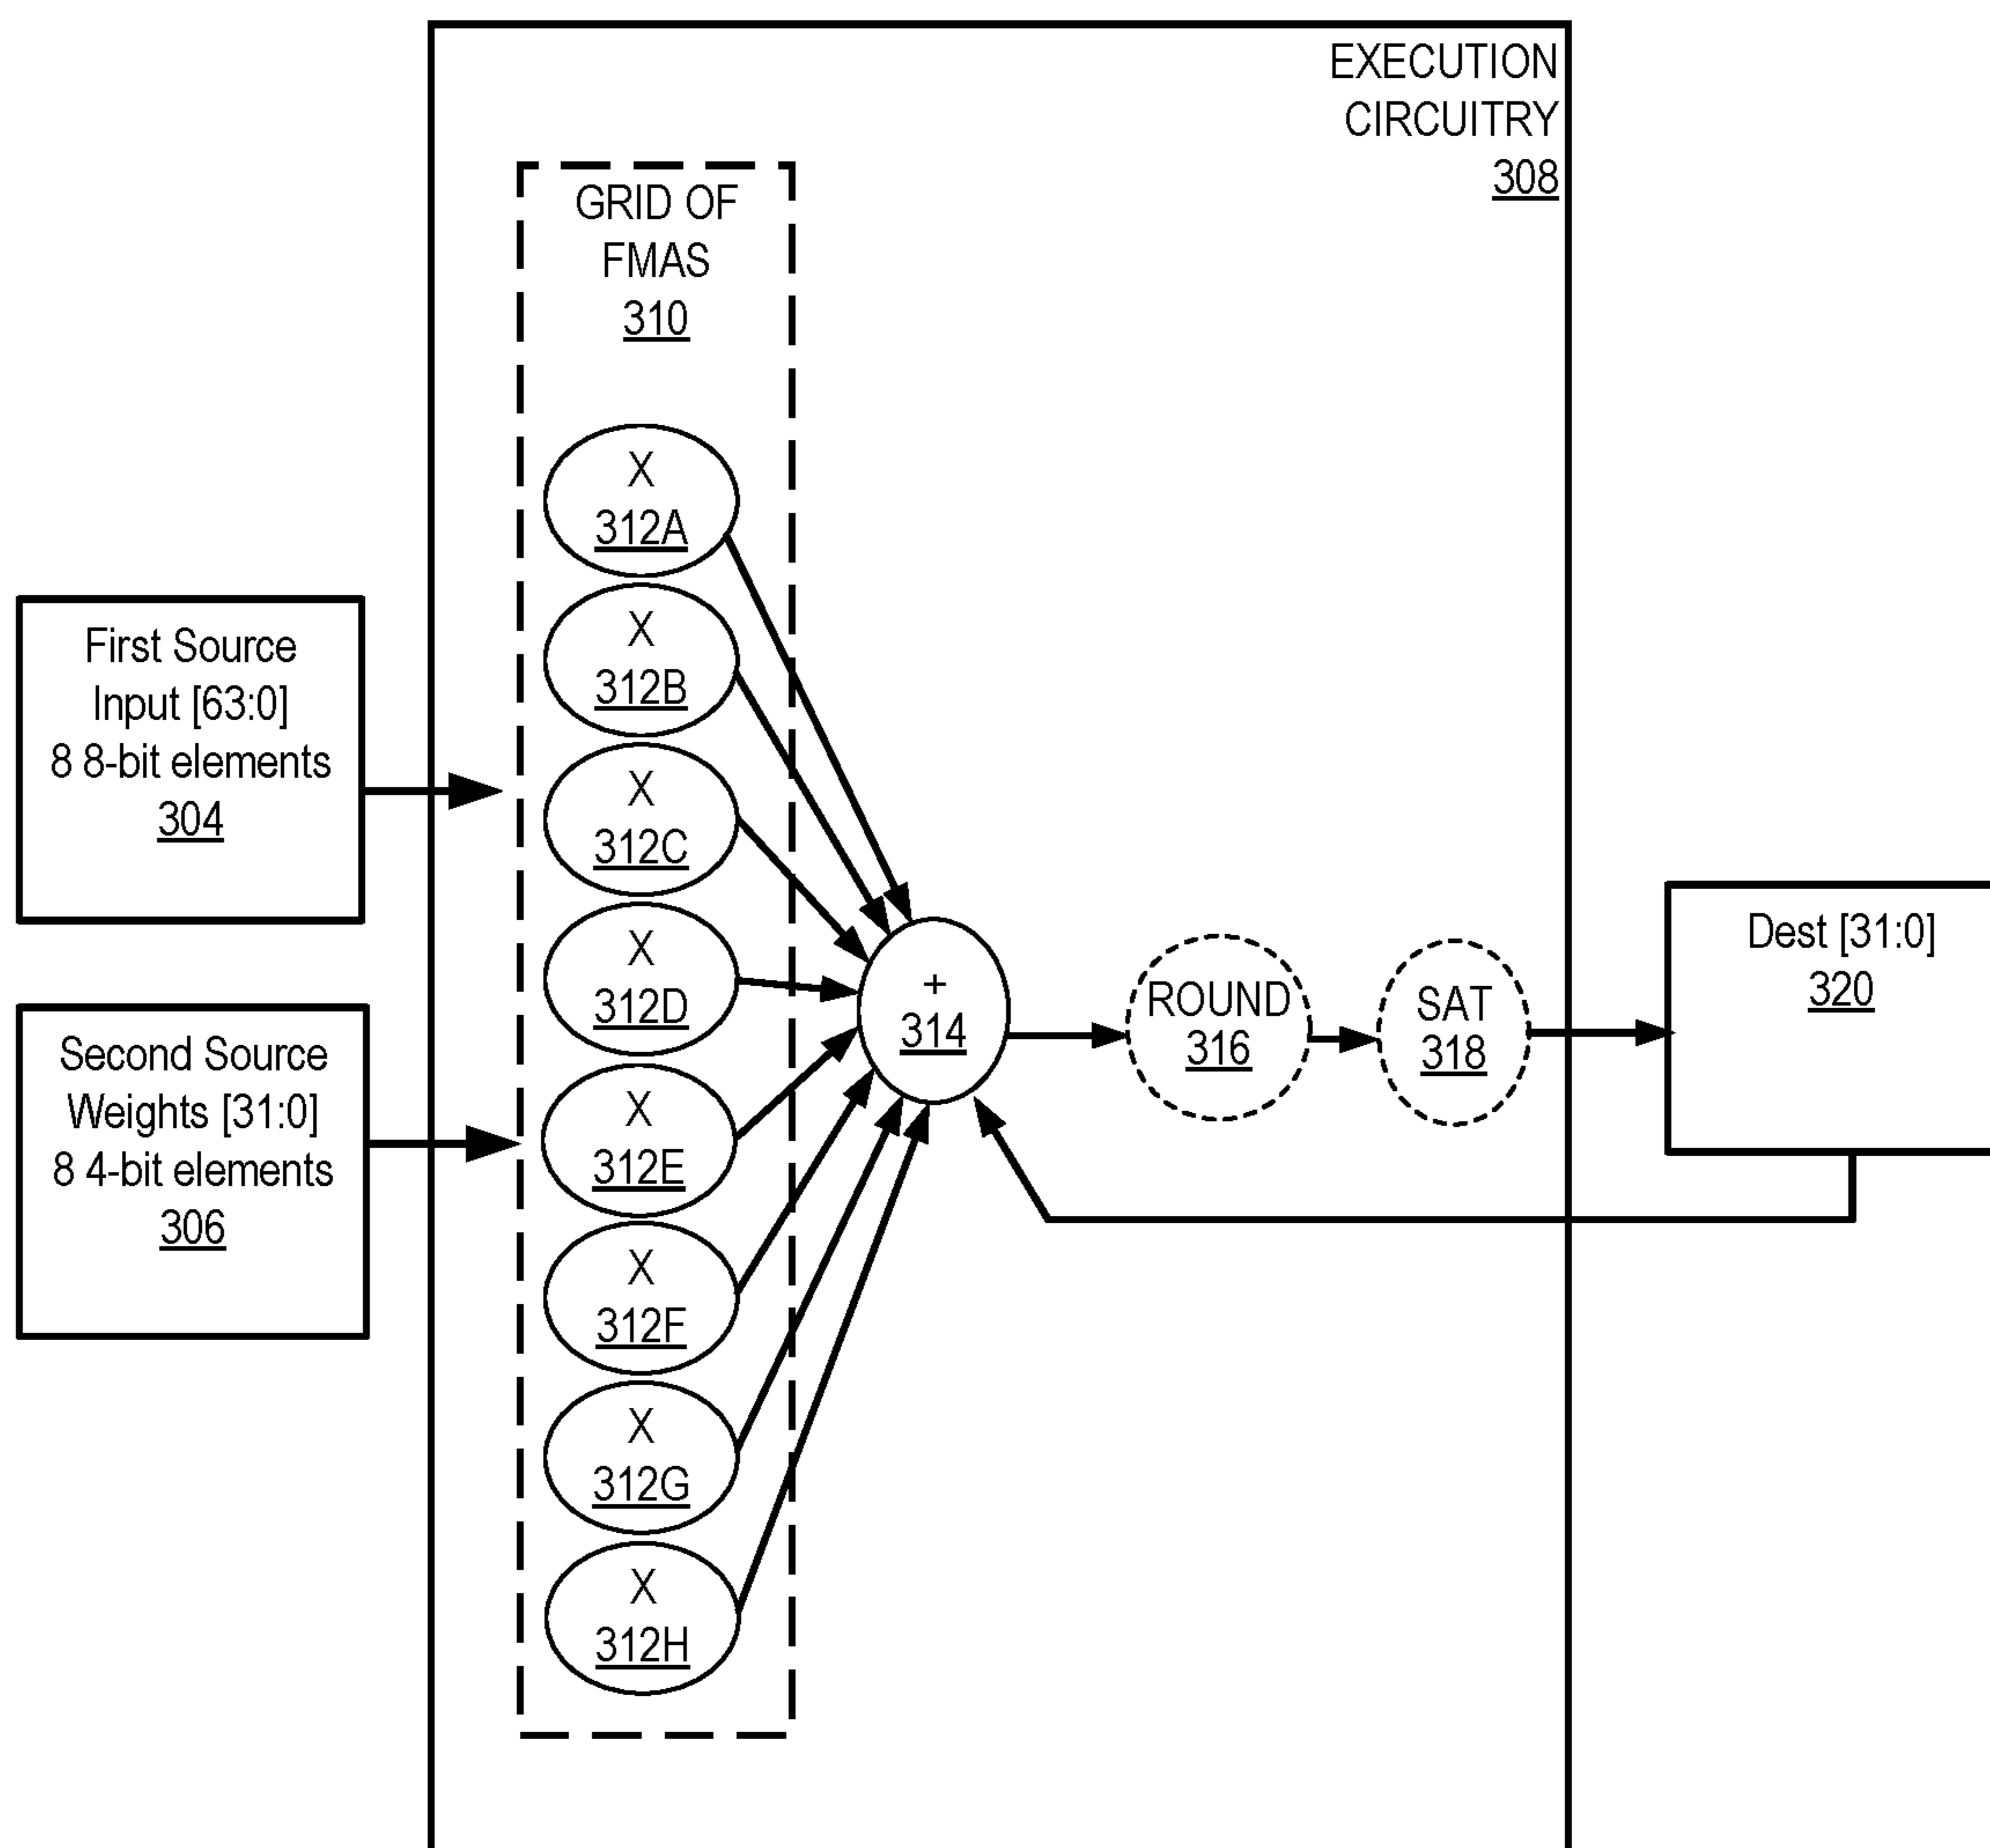 EXECUTION
CIRCUITRY
308
GRID OF
FMAS
310
X
312A
X
312B
X
312C
X
312D
X
312E
X
312F
X
312G
X
312H
First Source
Input [63:0]
8 8-bit elements
304
Second Source
Weights [31:0]
8 4-bit elements
306
+
314
ROUND
316
SAT
318
Dest [31:0]
320